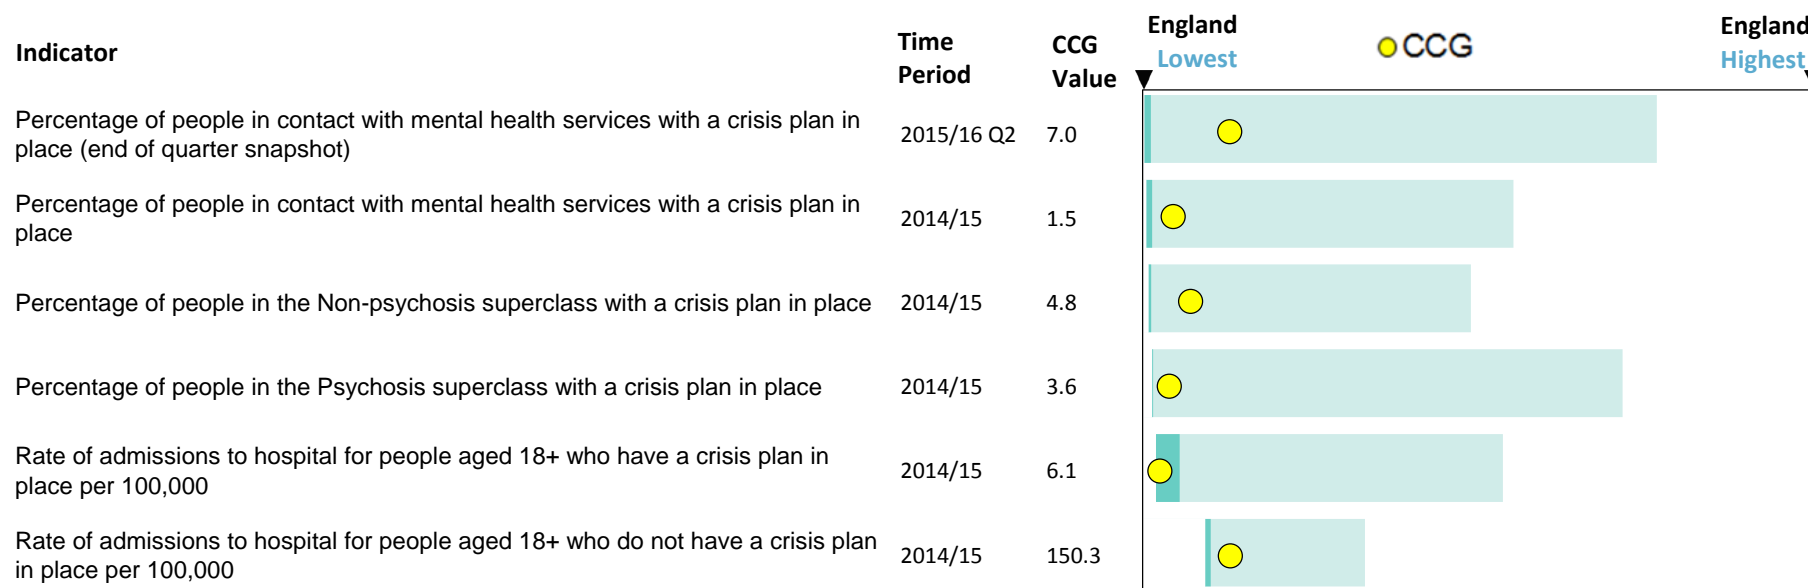 Indicator
Time Period
CCG Value
England Lowest
CCG
England Highest
Percentage of people in contact with mental health services with a crisis plan in
place (end of quarter snapshot)
2015/16 Q2
7.0
Percentage of people in contact with mental health services with a crisis plan in
place
2014/15
1.5
Percentage of people in the Non-psychosis superclass with a crisis plan in place
2014/15
4.8
Percentage of people in the Psychosis superclass with a crisis plan in place
2014/15
3.6
Rate of admissions to hospital for people aged 18+ who have a crisis plan in
place per 100,000
2014/15
6.1
Rate of admissions to hospital for people aged 18+ who do not have a crisis plan
in place per 100,000
2014/15
150.3